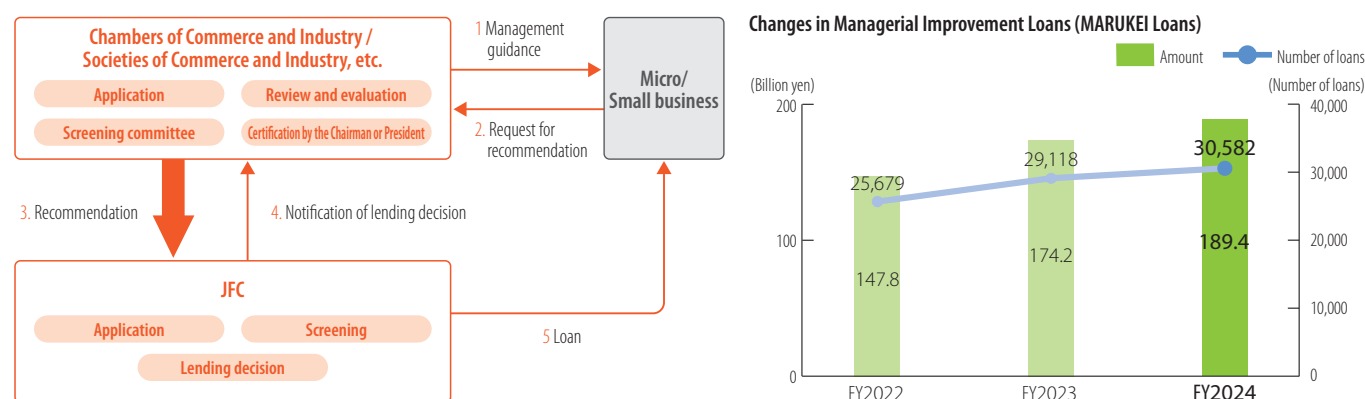 Chambers of Commerce and Industry /
Societies of Commerce and Industry, etc.
Application
Review and evaluation
Screening committee
Certification by the Chairman or President
1 Management
guidance
2. Request for
recommendation
Micro/
Small business
3. Recommendation
4. Notification of lending decision
JFC
Application
Screening
Lending decision
5 Loan
Changes in Managerial Improvement Loans (MARUKEI Loans)
Amount
Number of loans
(Billion yen)
(Number of loans)
200
100
0
40,000
30,000
20,000
10,000
0
25,679
29,118
30,582
147.8
174.2
189.4
FY2022
FY2023
FY2024